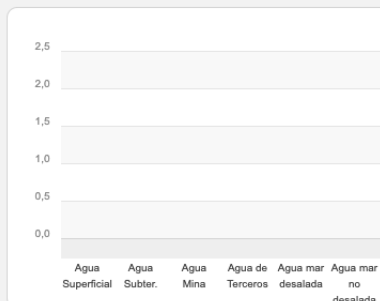 2,5
2,0
1,5
1,0
0,5
0,0
Agua Superficial
Agua Subter.
Agua Mina
Agua de Terceros
Agua mar desalada
Agua mar no desalada